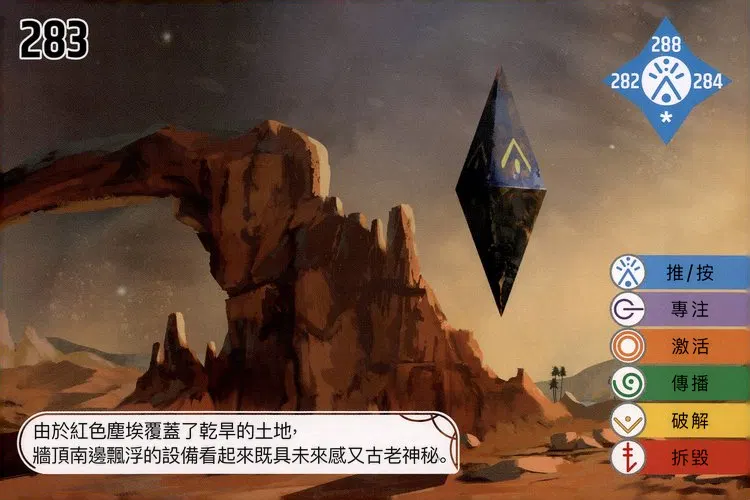 283
288
282
284
*
推/按
專注
激活
傳播
破解
拆毀
由於紅色塵埃覆蓋了乾旱的土地,
牆頂南邊飄浮的設備看起來既具未來感又古老神秘。